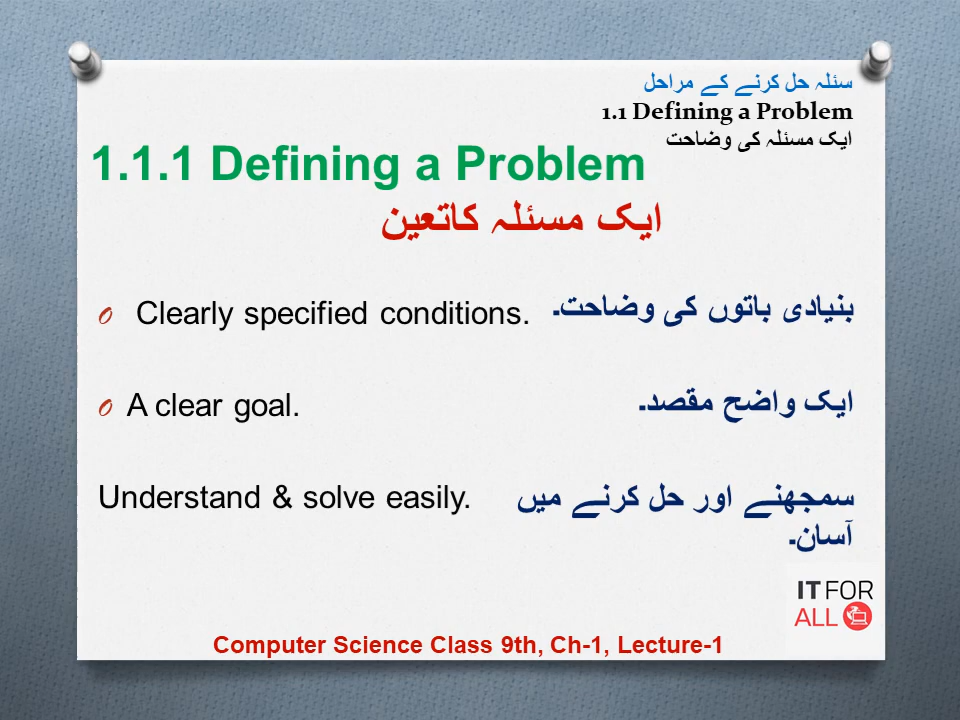 سئلہ حل کرنے کے مراحل
1.1 Defining a Problem
ایک مسئلہ کی وضاحت
1.1.1 Defining a Problem
ایک مسئلہ کاتعین
Clearly specified conditions.
بنیادی باتوں کی وضاحت۔
A clear goal.
ایک واضح مقصد۔
Understand & solve easily.
سمجھنے اور حل کرنے میں
آسان۔
IT FOR
ALL
Computer Science Class 9th, Ch-1, Lecture-1